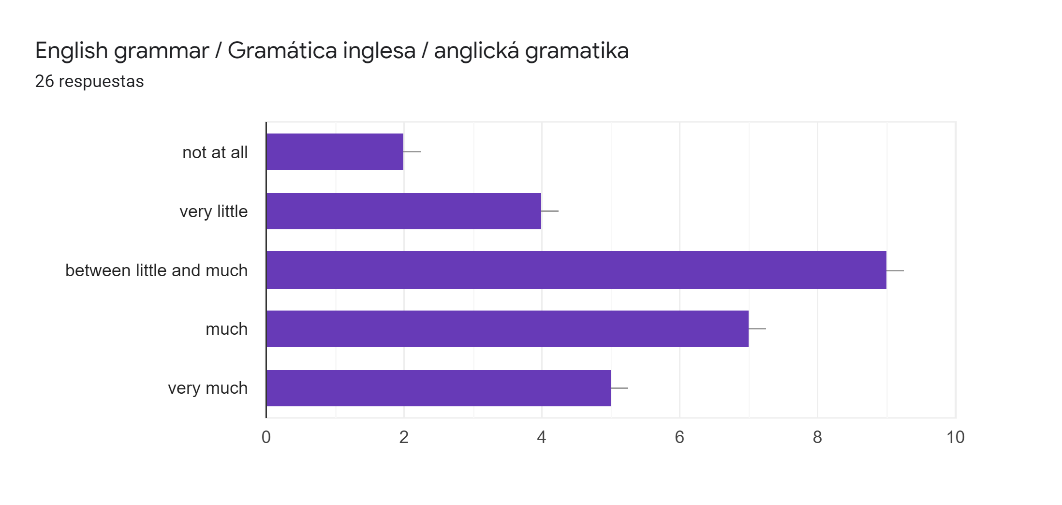 English grammar / Gramática inglesa / anglická gramatika
26 respuestas
not at all
very little
between little and much
much
very much
0 2 4 6 8 10